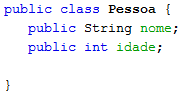 public class Pessoa {
public String nome;
public int idade;
}